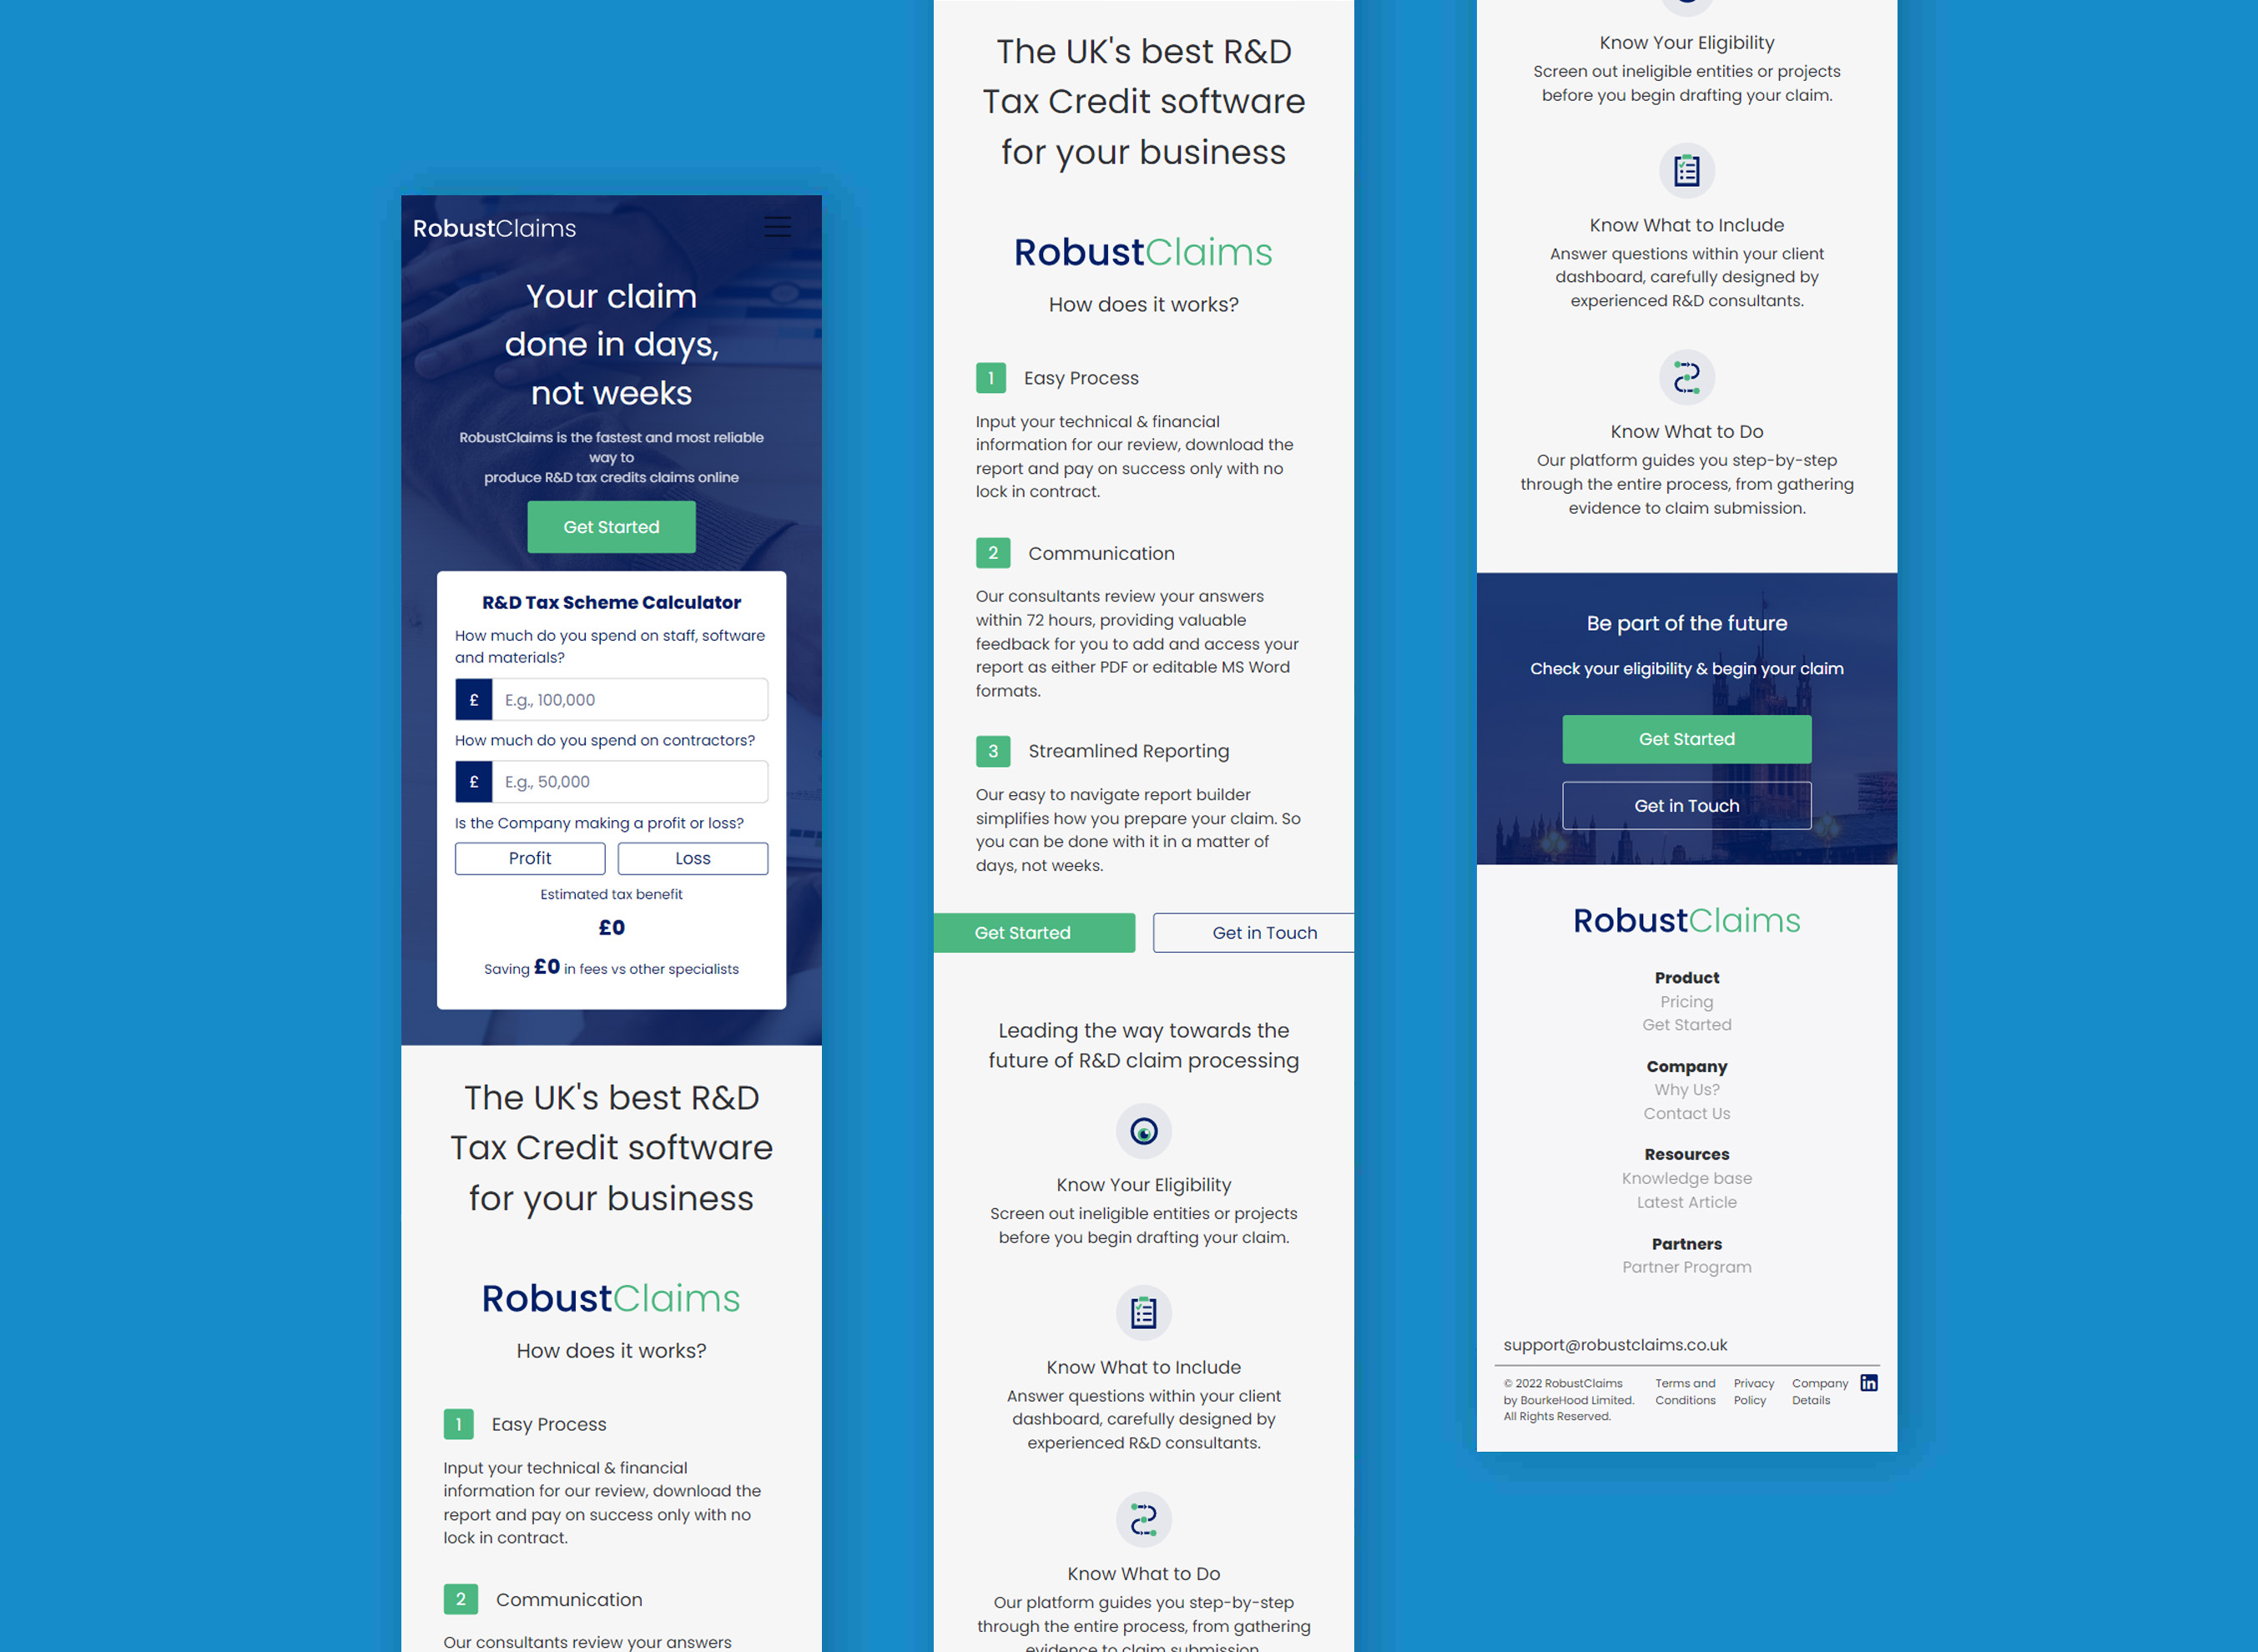 RobustClaims
Your claim
done in days,
not weeks
RobustClaims is the fastest and most reliable
way to
produce R&D tax credits claims online
Get Started
R&D Tax Scheme Calculator
How much do you spend on staff, software
and materials?
£ E.g., 100,000
How much do you spend on contractors?
£ E.g., 50,000
Is the Company making a profit or loss?
Profit Loss
Estimated tax benefit
£0
Saving £0 in fees vs other specialists
The UK's best R&D
Tax Credit software
for your business
RobustClaims
How does it works?
1 Easy Process
Input your technical & financial
information for our review, download the
report and pay on success only with no
lock in contract.
2 Communication
Our consultants review your answers
The UK's best R&D
Tax Credit software
for your business
RobustClaims
How does it works?
1 Easy Process
Input your technical & financial
information for our review, download the
report and pay on success only with no
lock in contract.
2 Communication
Our consultants review your answers
within 72 hours, providing valuable
feedback for you to add and access your
report as either PDF or editable MS Word
formats.
3 Streamlined Reporting
Our easy to navigate report builder
simplifies how you prepare your claim. So
you can be done with it in a matter of
days, not weeks.
Get Started Get in Touch
Leading the way towards the
future of R&D claim processing
Know Your Eligibility
Screen out ineligible entities or projects
before you begin drafting your claim.
Know What to Include
Answer questions within your client
dashboard, carefully designed by
experienced R&D consultants.
Know What to Do
Our platform guides you step-by-step
through the entire process, from gathering
evidence to claim submission
Know Your Eligibility
Screen out ineligible entities or projects
before you begin drafting your claim.
Know What to Include
Answer questions within your client
dashboard, carefully designed by
experienced R&D consultants.
Know What to Do
Our platform guides you step-by-step
through the entire process, from gathering
evidence to claim submission.
Be part of the future
Check your eligibility & begin your claim
Get Started
Get in Touch
RobustClaims
Product
Pricing
Get Started
Company
Why Us?
Contact Us
Resources
Knowledge base
Latest Article
Partners
Partner Program
support@robustclaims.co.uk
© 2022 RobustClaims
by BourkeHood Limited.
All Rights Reserved.
Terms and
Conditions
Privacy
Policy
Company
Details
in